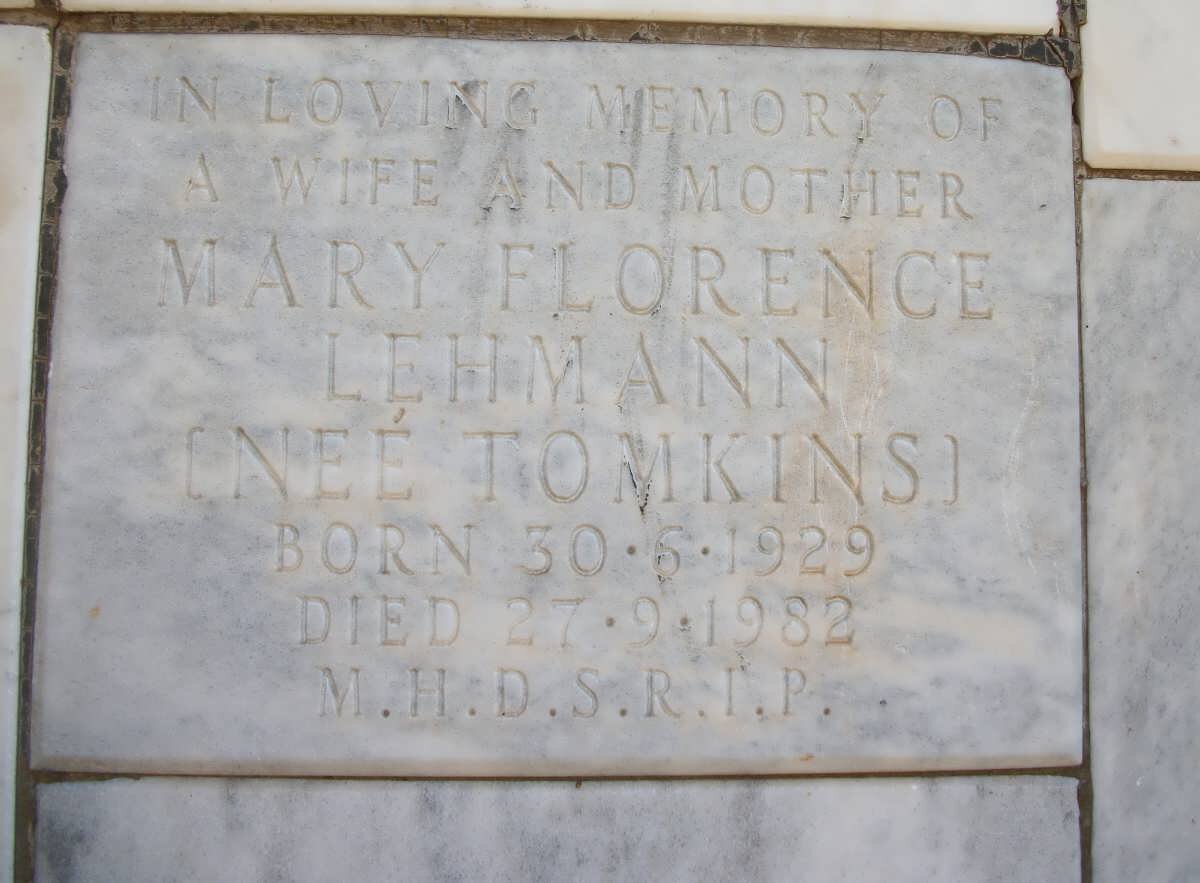 IN LOVING MEMORY OF
A WIFE AND MOTHER
MARY FLORENCE
LEHMANN
(NEÉ TOMKINS)
BORN 30·6·1929
DIED 27·9·1982
M.H.D.S.R.I.P.